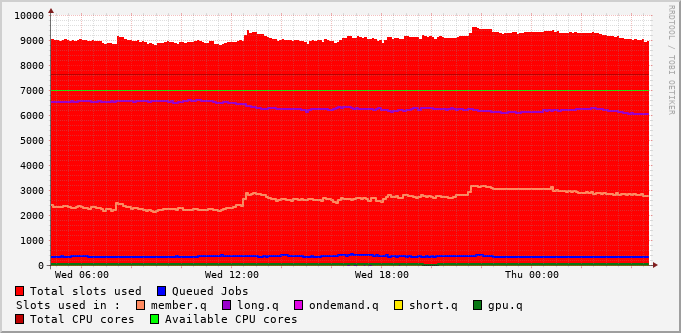 RRDTOOL / TOBI OETIKER
10000
9000
8000
7000
6000
5000
4000
3000
2000
1000
0
Wed 06:00 Wed 12:00 Wed 18:00 Thu 00:00
Total slots used Queued Jobs
Slots used in : member.q long.q ondemand.q short.q gpu.q
Total CPU cores Available CPU cores